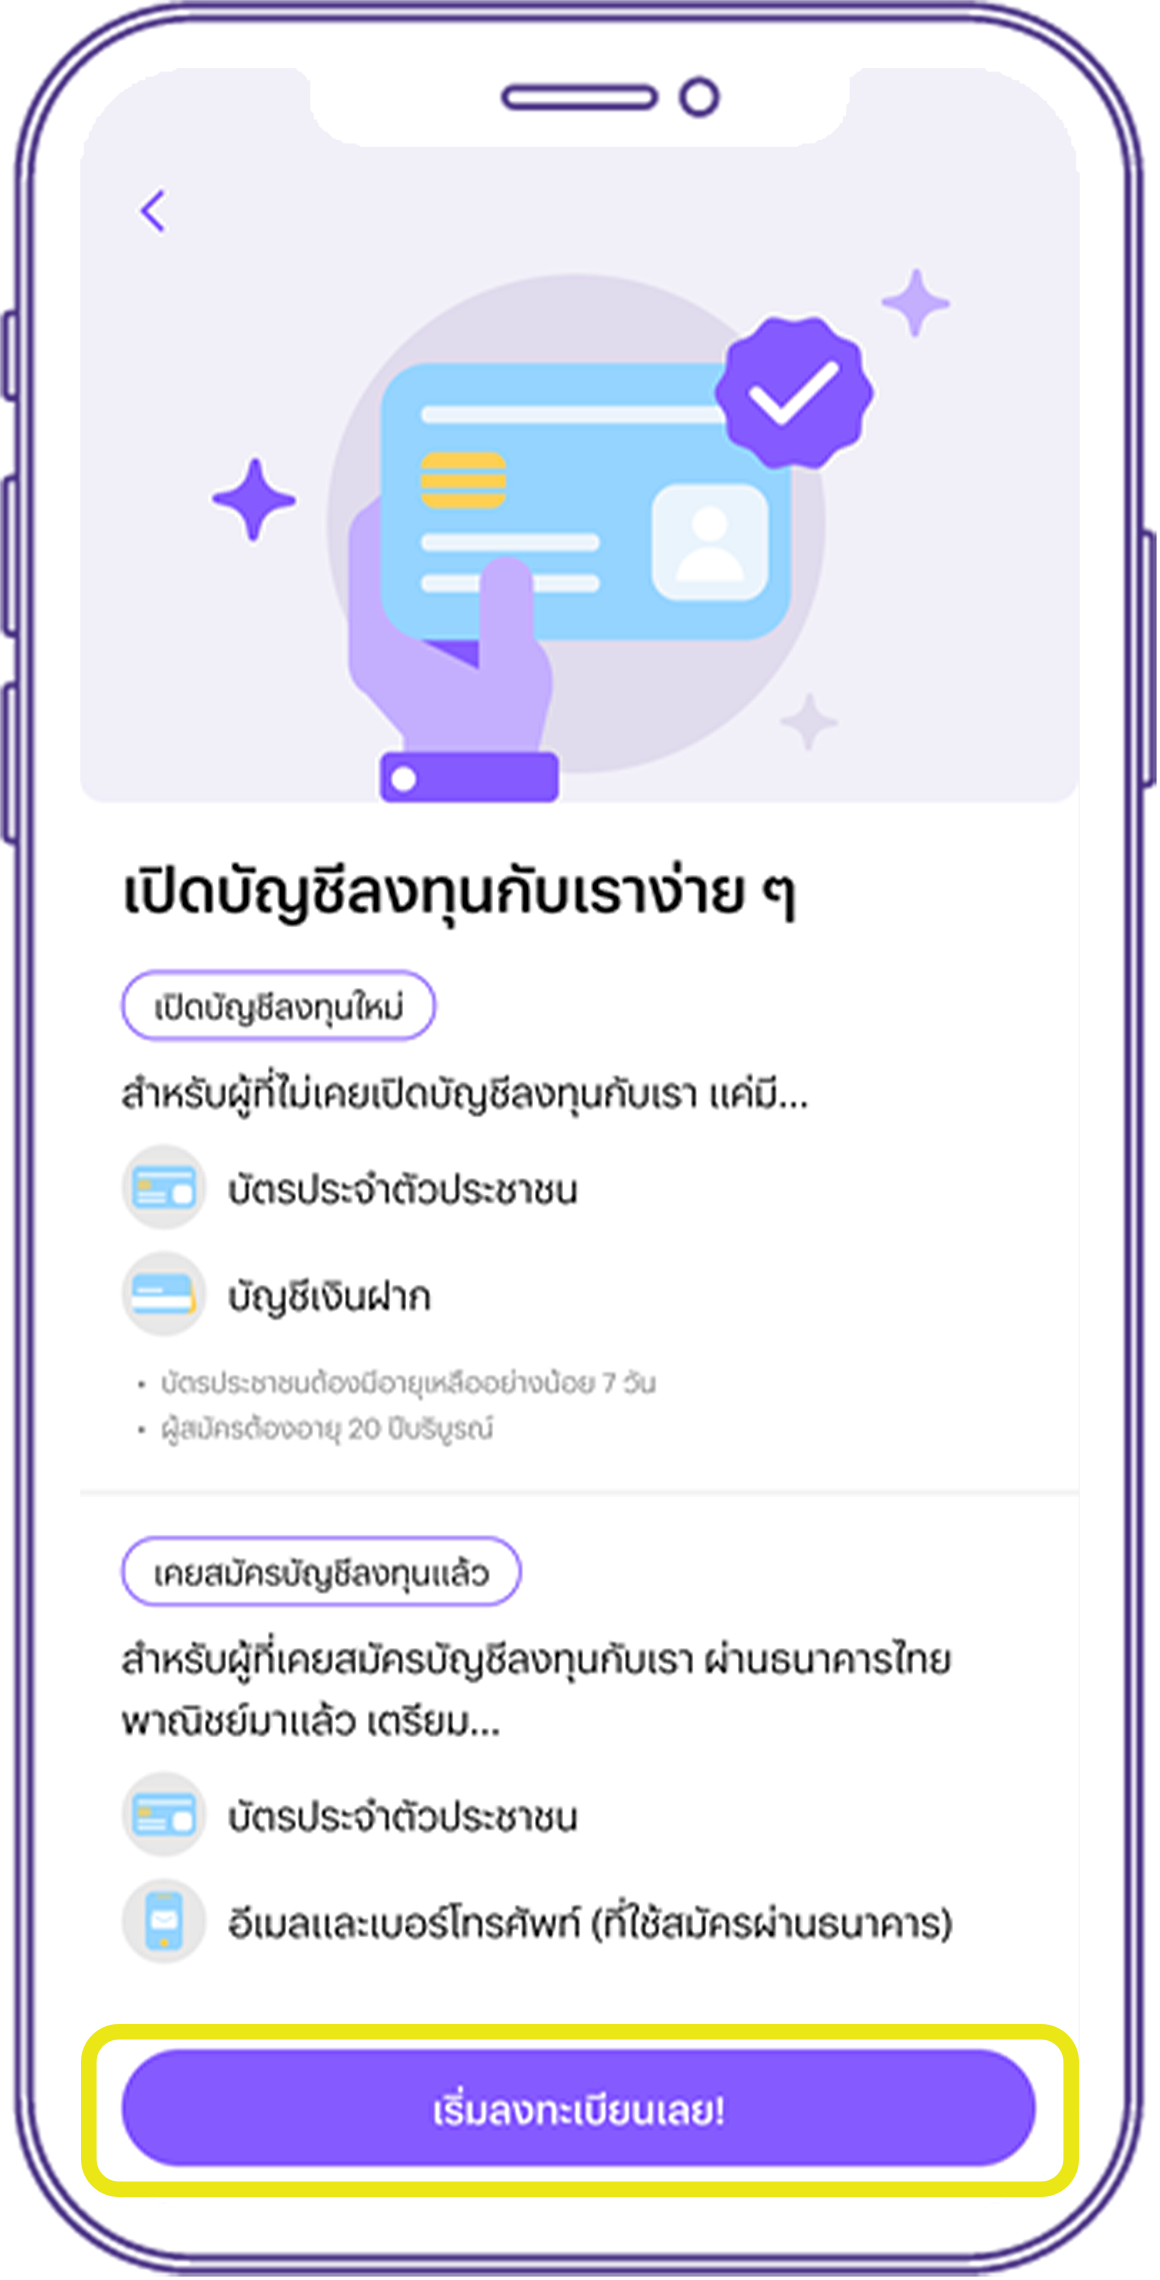 เปิดบัญชีลงทุนกับเราง่าย ๆ
เปิดบัญชีลงทุนใหม่
สำหรับผู้ที่ไม่เคยเปิดบัญชีลงทุนกับเรา แค่มี...
บัตรประจำตัวประชาชน
บัญชีเงินฝาก
• บัตรประชาชนต้องมีอายุเหลืออย่างน้อย 7 วัน
• ผู้สมัครต้องอายุ 20 ปีบริบูรณ์
เคยสมัครบัญชีลงทุนแล้ว
สำหรับผู้ที่เคยสมัครบัญชีลงทุนกับเรา ผ่านธนาคารไทย
พาณิชย์มาแล้ว เตรียม...
บัตรประจำตัวประชาชน
อีเมลและเบอร์โทรศัพท์ (ที่ใช้สมัครผ่านธนาคาร)
เริ่มลงทะเบียนเลย!